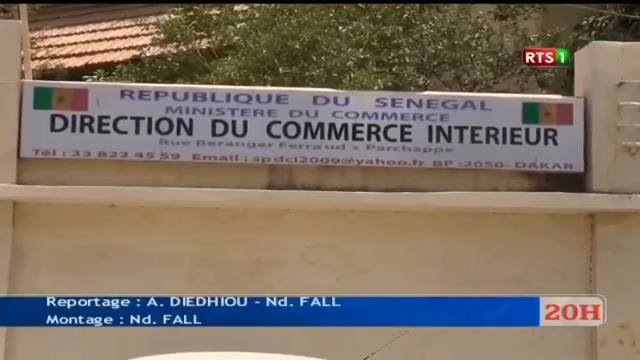 RTS1
REPUBLIQUE DU SENEGAL
MINISTERE DU COMMERCE
DIRECTION DU COMMERCE INTERIEUR
Rue Beranger Ferraud x Parchappe
Tél : 33 822 45 59 Email : spdci2009@yahoo.fr BP :2050- DAKAR
Reportage : A. DIEDHIOU - Nd. FALL
Montage : Nd. FALL
20H